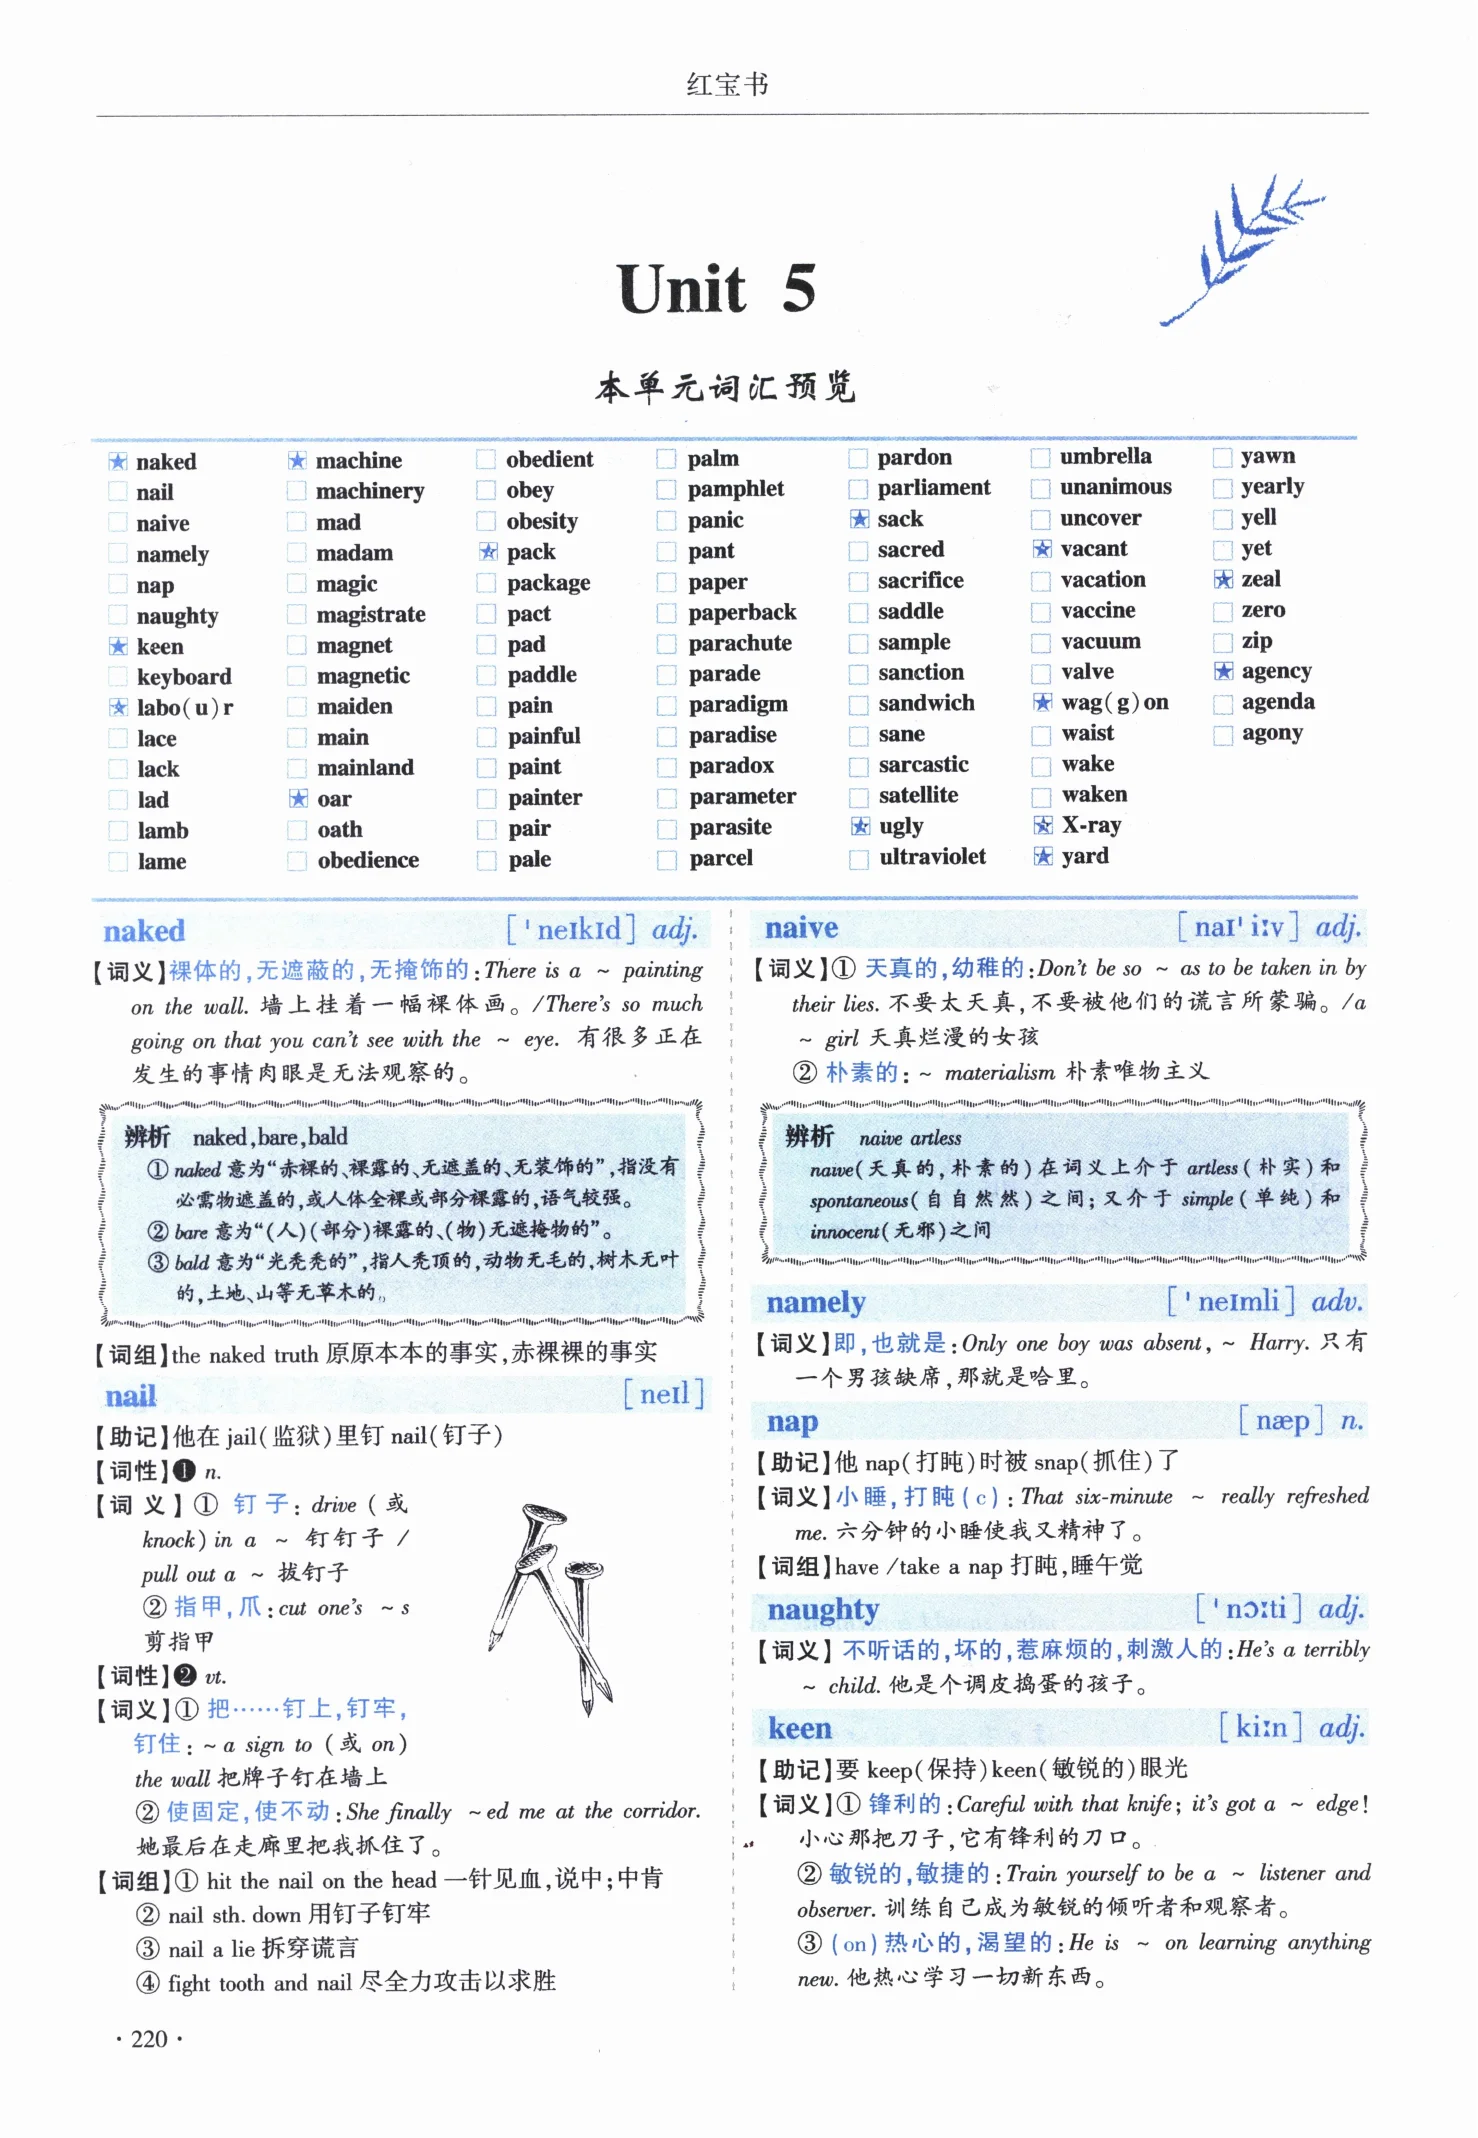 红宝书
Unit 5
本单元词汇预览
naked
nail
naive
namely
nap
naughty
keen
keyboard
labo(u)r
lace
lack
lad
lamb
lame
machine
machinery
mad
madam
magic
magistrate
magnet
magnetic
maiden
main
mainland
oar
oath
obedience
obedient
obey
obesity
pack
package
pact
pad
paddle
pain
painful
paint
painter
pair
pale
palm
pamphlet
panic
pant
paper
paperback
parachute
parade
paradigm
paradise
paradox
parameter
parasite
parcel
pardon
parliament
sack
sacred
sacrifice
saddle
sample
sanction
sandwich
sane
sarcastic
satellite
ugly
ultraviolet
umbrella
unanimous
uncover
vacant
vacation
vaccine
vacuum
valve
wag(g)on
waist
wake
waken
X-ray
yard
yawn
yearly
yell
yet
zeal
zero
zip
agency
agenda
agony
naked [ˈneɪkɪd] adj.
【词义】裸体的,无遮蔽的,无掩饰的:There is a ~ painting
on the wall. 墙上挂着一幅裸体画。/There's so much
going on that you can't see with the ~ eye. 有很多正在
发生的事情肉眼是无法观察的。
辨析 naked,bare,bald
① naked 意为“赤裸的、裸露的、无遮盖的、无装饰的”,指没有
必需物遮盖的,或人体全裸或部分裸露的,语气较强。
② bare 意为“(人)(部分)裸露的、(物)无遮掩物的”。
③ bald 意为“光秃秃的”,指人秃顶的,动物无毛的,树木无叶
的,土地、山等无草木的。
【词组】the naked truth 原原本本的事实,赤裸裸的事实
nail [neɪl]
【助记】他在 jail(监狱)里钉 nail(钉子)
【词性】❶ n.
【词义】① 钉子: drive (或
knock) in a ~ 钉钉子 /
pull out a ~ 拔钉子
② 指甲,爪:cut one's ~s
剪指甲
【词性】❷ vt.
【词义】① 把……钉上,钉牢,
钉住: ~ a sign to (或 on)
the wall 把牌子钉在墙上
② 使固定,使不动:She finally ~ed me at the corridor.
她最后在走廊里把我抓住了。
【词组】① hit the nail on the head 一针见血,说中;中肯
② nail sth. down 用钉子钉牢
③ nail a lie 拆穿谎言
④ fight tooth and nail 尽全力攻击以求胜
naive [naɪˈiːv] adj.
【词义】① 天真的,幼稚的:Don't be so ~ as to be taken in by
their lies. 不要太天真,不要被他们的谎言所蒙骗。/a
~ girl 天真烂漫的女孩
② 朴素的: ~ materialism 朴素唯物主义
辨析 naive artless
naive(天真的,朴素的)在词义上介于 artless(朴实)和
spontaneous(自自然然)之间;又介于 simple(单纯)和
innocent(无邪)之间
namely [ˈneɪmli] adv.
【词义】即,也就是:Only one boy was absent, ~ Harry. 只有
一个男孩缺席,那就是哈里。
nap [næp] n.
【助记】他 nap(打盹)时被 snap(抓住)了
【词义】小睡,打盹(c): That six-minute ~ really refreshed
me. 六分钟的小睡使我又精神了。
【词组】have /take a nap 打盹,睡午觉
naughty [ˈnɔːti] adj.
【词义】不听话的,坏的,惹麻烦的,刺激人的:He's a terribly
~ child. 他是个调皮捣蛋的孩子。
keen [kiːn] adj.
【助记】要 keep(保持)keen(敏锐的)眼光
【词义】① 锋利的:Careful with that knife; it's got a ~ edge!
小心那把刀子,它有锋利的刀口。
② 敏锐的,敏捷的:Train yourself to be a ~ listener and
observer. 训练自己成为敏锐的倾听者和观察者。
③ (on)热心的,渴望的:He is ~ on learning anything
new. 他热心学习一切新东西。
· 220 ·